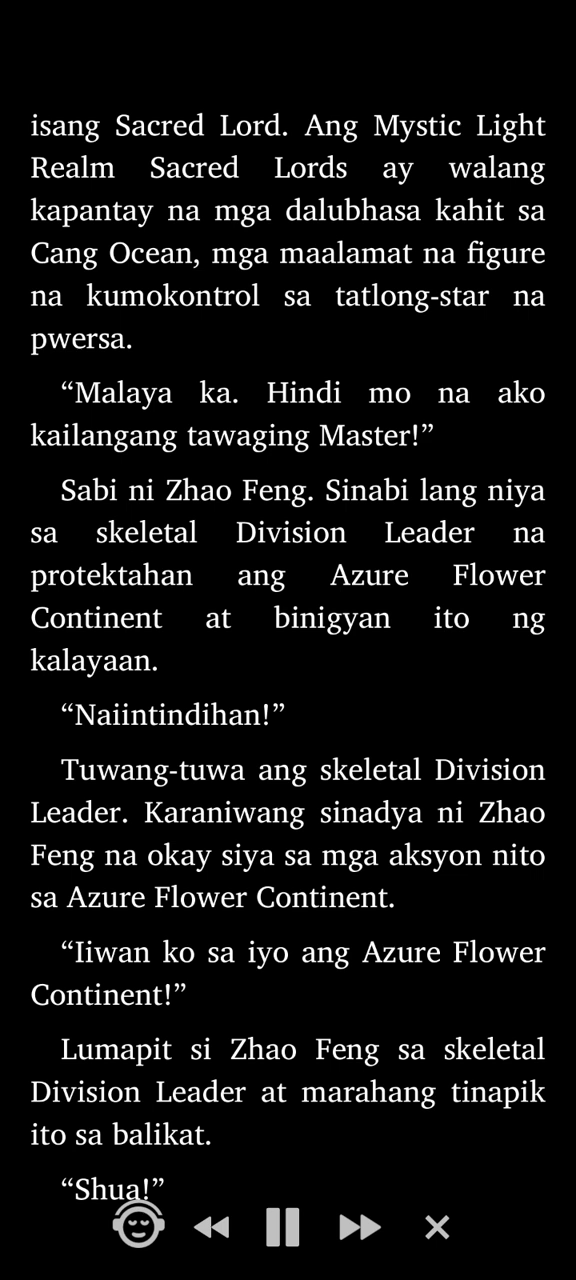 isang Sacred Lord. Ang Mystic Light
Realm Sacred Lords ay walang
kapantay na mga dalubhasa kahit sa
Cang Ocean, mga maalamat na figure
na kumokontrol sa tatlong-star na
pwersa.
“Malaya ka. Hindi mo na ako
kailangang tawaging Master!”
Sabi ni Zhao Feng. Sinabi lang niya
sa skeletal Division Leader na
protektahan ang Azure Flower
Continent at binigyan ito ng
kalayaan.
“Naiintindihan!”
Tuwang-tuwa ang skeletal Division
Leader. Karaniwang sinadya ni Zhao
Feng na okay siya sa mga aksyon nito
sa Azure Flower Continent.
“Iiwan ko sa iyo ang Azure Flower
Continent!”
Lumapit si Zhao Feng sa skeletal
Division Leader at marahang tinapik
ito sa balikat.
“Shua!”